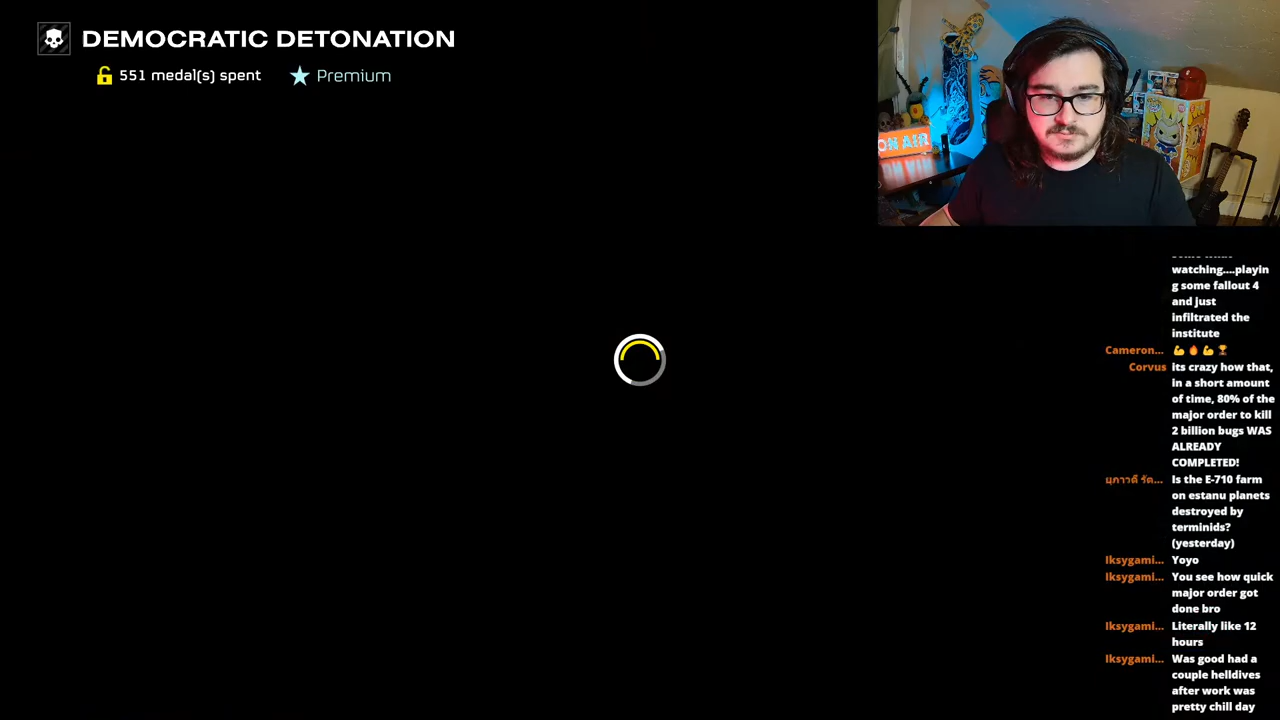 DEMOCRATIC DETONATION
551 medal(s) spent
Premium
ON AIR
watching....playin
g some fallout 4
and just
infiltrated the
institute
Cameron... 💪🔥💪🏆
Corvus its crazy how that,
in a short amount
of time, 80% of the
major order to kill
2 billion bugs WAS
ALREADY
COMPLETED!
Is the E-710 farm
on estanu planets
destroyed by
terminids?
(yesterday)
Iksygami... Yoyo
Iksygami... You see how quick
major order got
done bro
Iksygami... Literally like 12
hours
Iksygami... Was good had a
couple helldives
after work was
pretty chill day